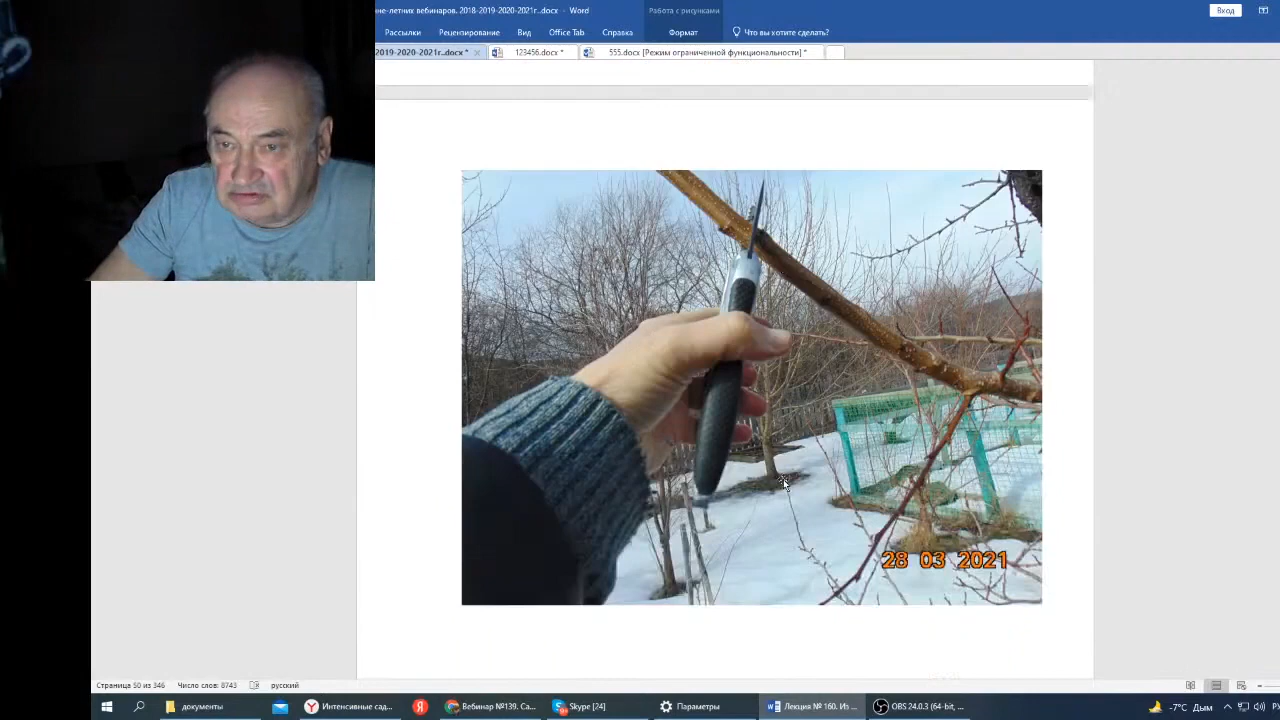 не-летних вебинаров. 2018-2019-2020-2021г..docx - Word
Работа с рисунками
Вход
Рассылки Рецензирование Вид Office Tab Справка Формат Что вы хотите сделать?
2019-2020-2021г..docx * 123456.docx * 555.docx [Режим ограниченной функциональности] *
28 03 2021
Страница 50 из 346 Число слов: 8743 русский
документы Интенсивные сад... Вебинар №139. Са... Skype [24] Параметры Лекция № 160. Из ... OBS 24.0.3 (64-bit, ... -7°C Дым